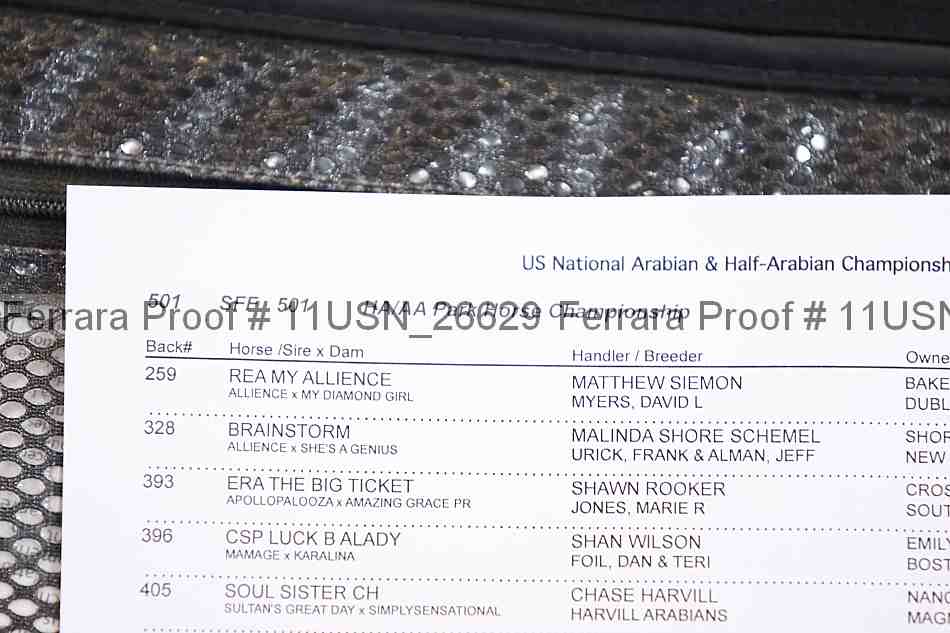 US National Arabian & Half-Arabian Championsh
501 SFE 501 HA/AA Park Horse Championship
Ferrara Proof # 11USN_26629 Ferrara Proof # 11USN
Back# Horse /Sire x Dam Handler / Breeder Owne
259 REA MY ALLIENCE MATTHEW SIEMON BAKE
ALLIENCE x MY DIAMOND GIRL MYERS, DAVID L DUBL
328 BRAINSTORM MALINDA SHORE SCHEMEL SHOR
ALLIENCE x SHE'S A GENIUS URICK, FRANK & ALMAN, JEFF NEW
393 ERA THE BIG TICKET SHAWN ROOKER CROS
APOLLOPALOOZA x AMAZING GRACE PR JONES, MARIE R SOUT
396 CSP LUCK B ALADY SHAN WILSON EMILY
MAMAGE x KARALINA FOIL, DAN & TERI BOST
405 SOUL SISTER CH CHASE HARVILL NANC
SULTAN'S GREAT DAY x SIMPLYSENSATIONAL HARVILL ARABIANS MAGN